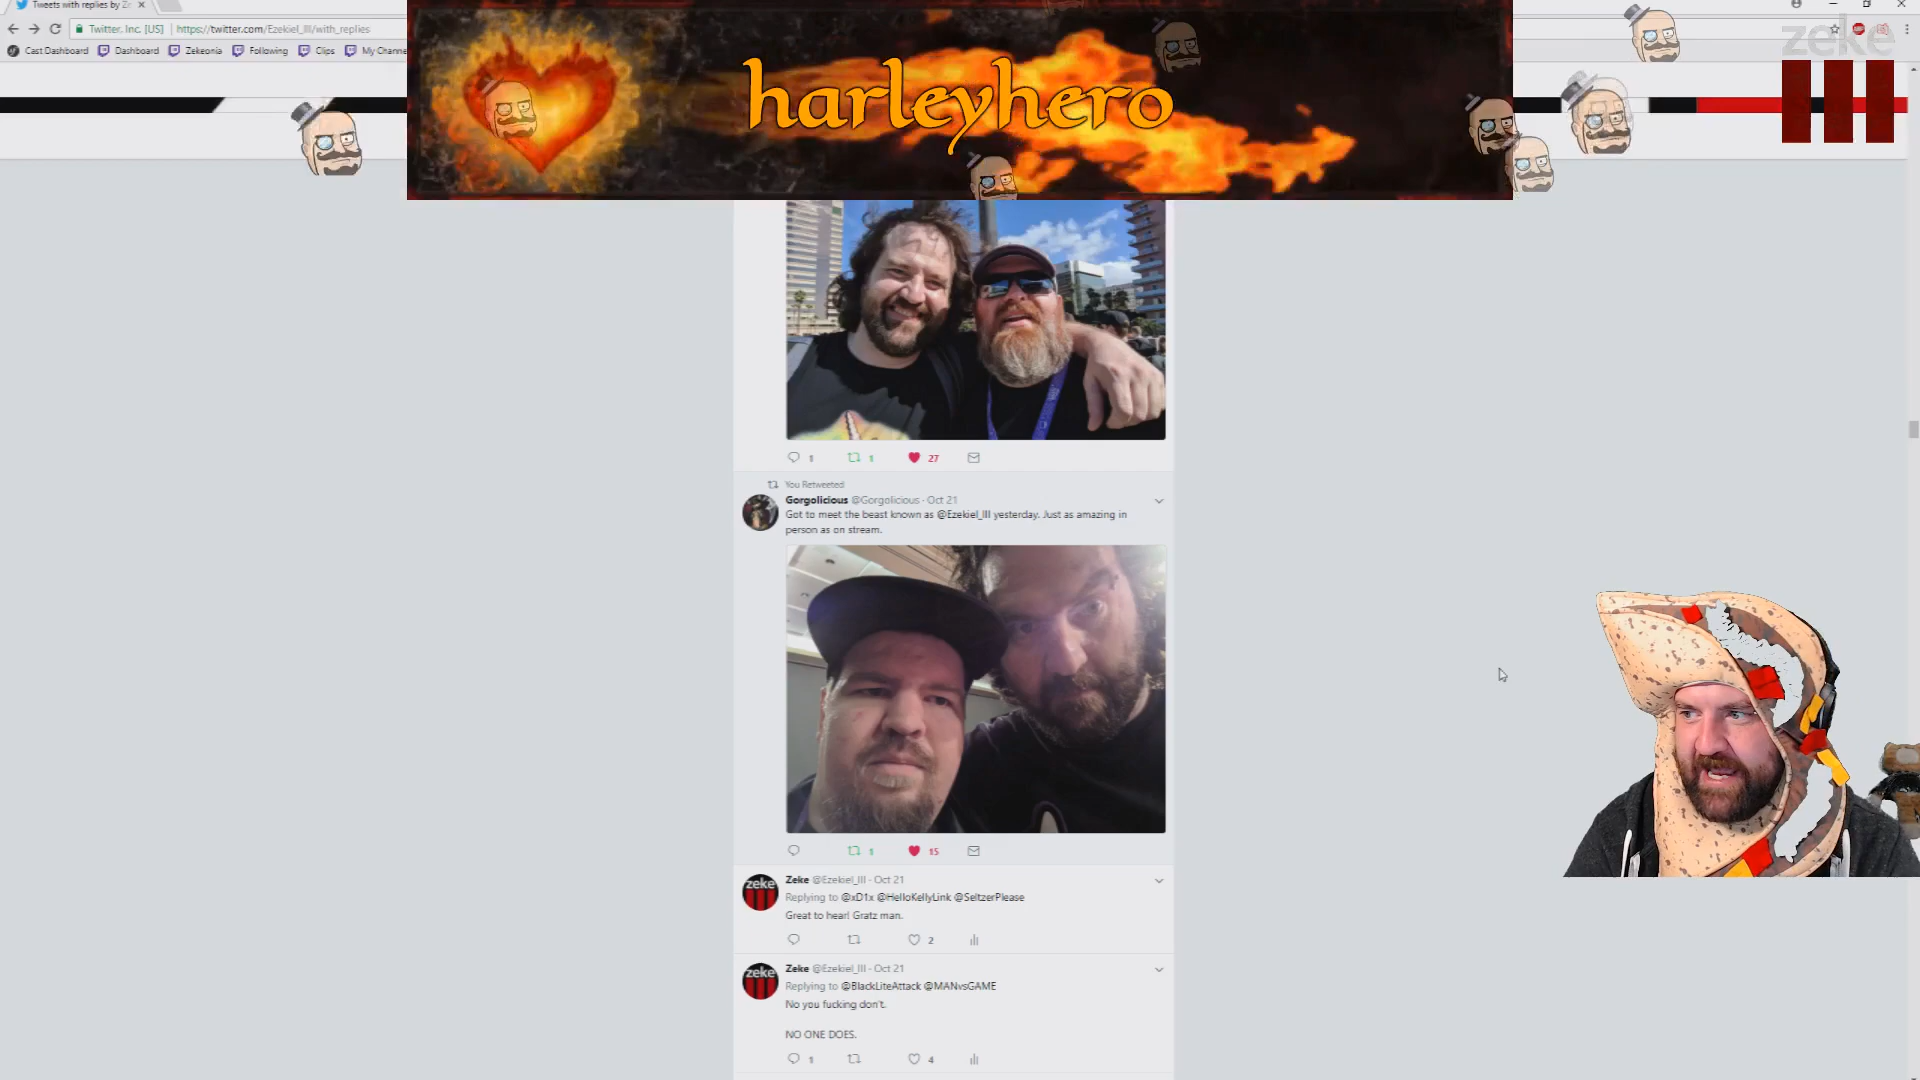 Tweets with replies by Ze
Twitter, Inc. [US] https://twitter.com/Ezekiel_III/with_replies
Cast Dashboard Dashboard Zekeonia Following Clips My Channe
harleyhero
zeke
1 1 27
You Retweeted
Gorgolicious @Gorgolicious · Oct 21
Got to meet the beast known as @Ezekiel_III yesterday. Just as amazing in
person as on stream.
1 15
Zeke @Ezekiel_III · Oct 21
Replying to @xD1x @HelloKellyLink @SeltzerPlease
Great to hear! Gratz man.
2
zeke
Zeke @Ezekiel_III · Oct 21
Replying to @BlackLiteAttack @MANvsGAME
No you fucking don't.
NO ONE DOES.
1 4
zeke